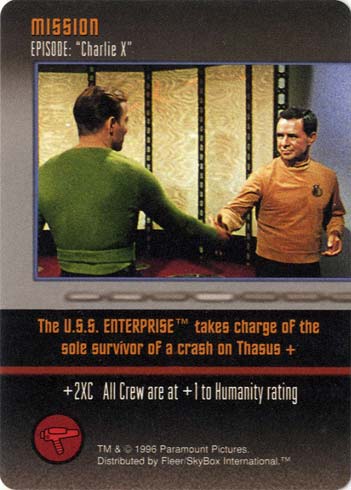 MISSION
EPISODE: "Charlie X"
The U.S.S. ENTERPRISE™ takes charge of the
sole survivor of a crash on Thasus +
+2XC All Crew are at +1 to Humanity rating
TM & © 1996 Paramount Pictures.
Distributed by Fleer/SkyBox International.™